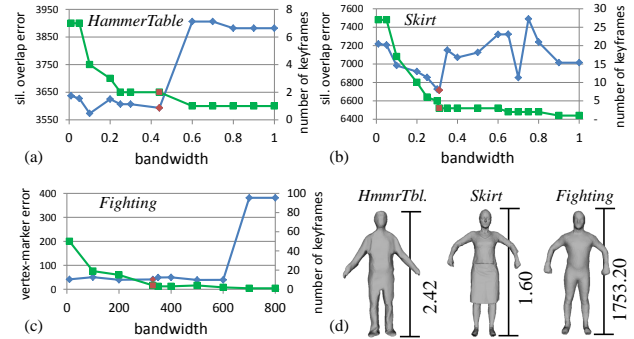 HammerTable
3950
3850
3750
3650
3550
sil. overlap error
8
7
6
5
4
3
2
1
0
number of keyframes
0 0.2 0.4 0.6 0.8 1
(a) bandwidth
Skirt
7600
7400
7200
7000
6800
6600
6400
sil. overlap error
30
25
20
15
10
5
-
number of keyframes
0 0.2 0.4 0.6 0.8 1
(b) bandwidth
Fighting
400
300
200
100
0
vertex-marker error
100
80
60
40
20
0
number of keyframes
0 200 400 600 800
(c) bandwidth
HmmrTbl. Skirt Fighting
2.42
1.60
1753.20
(d)